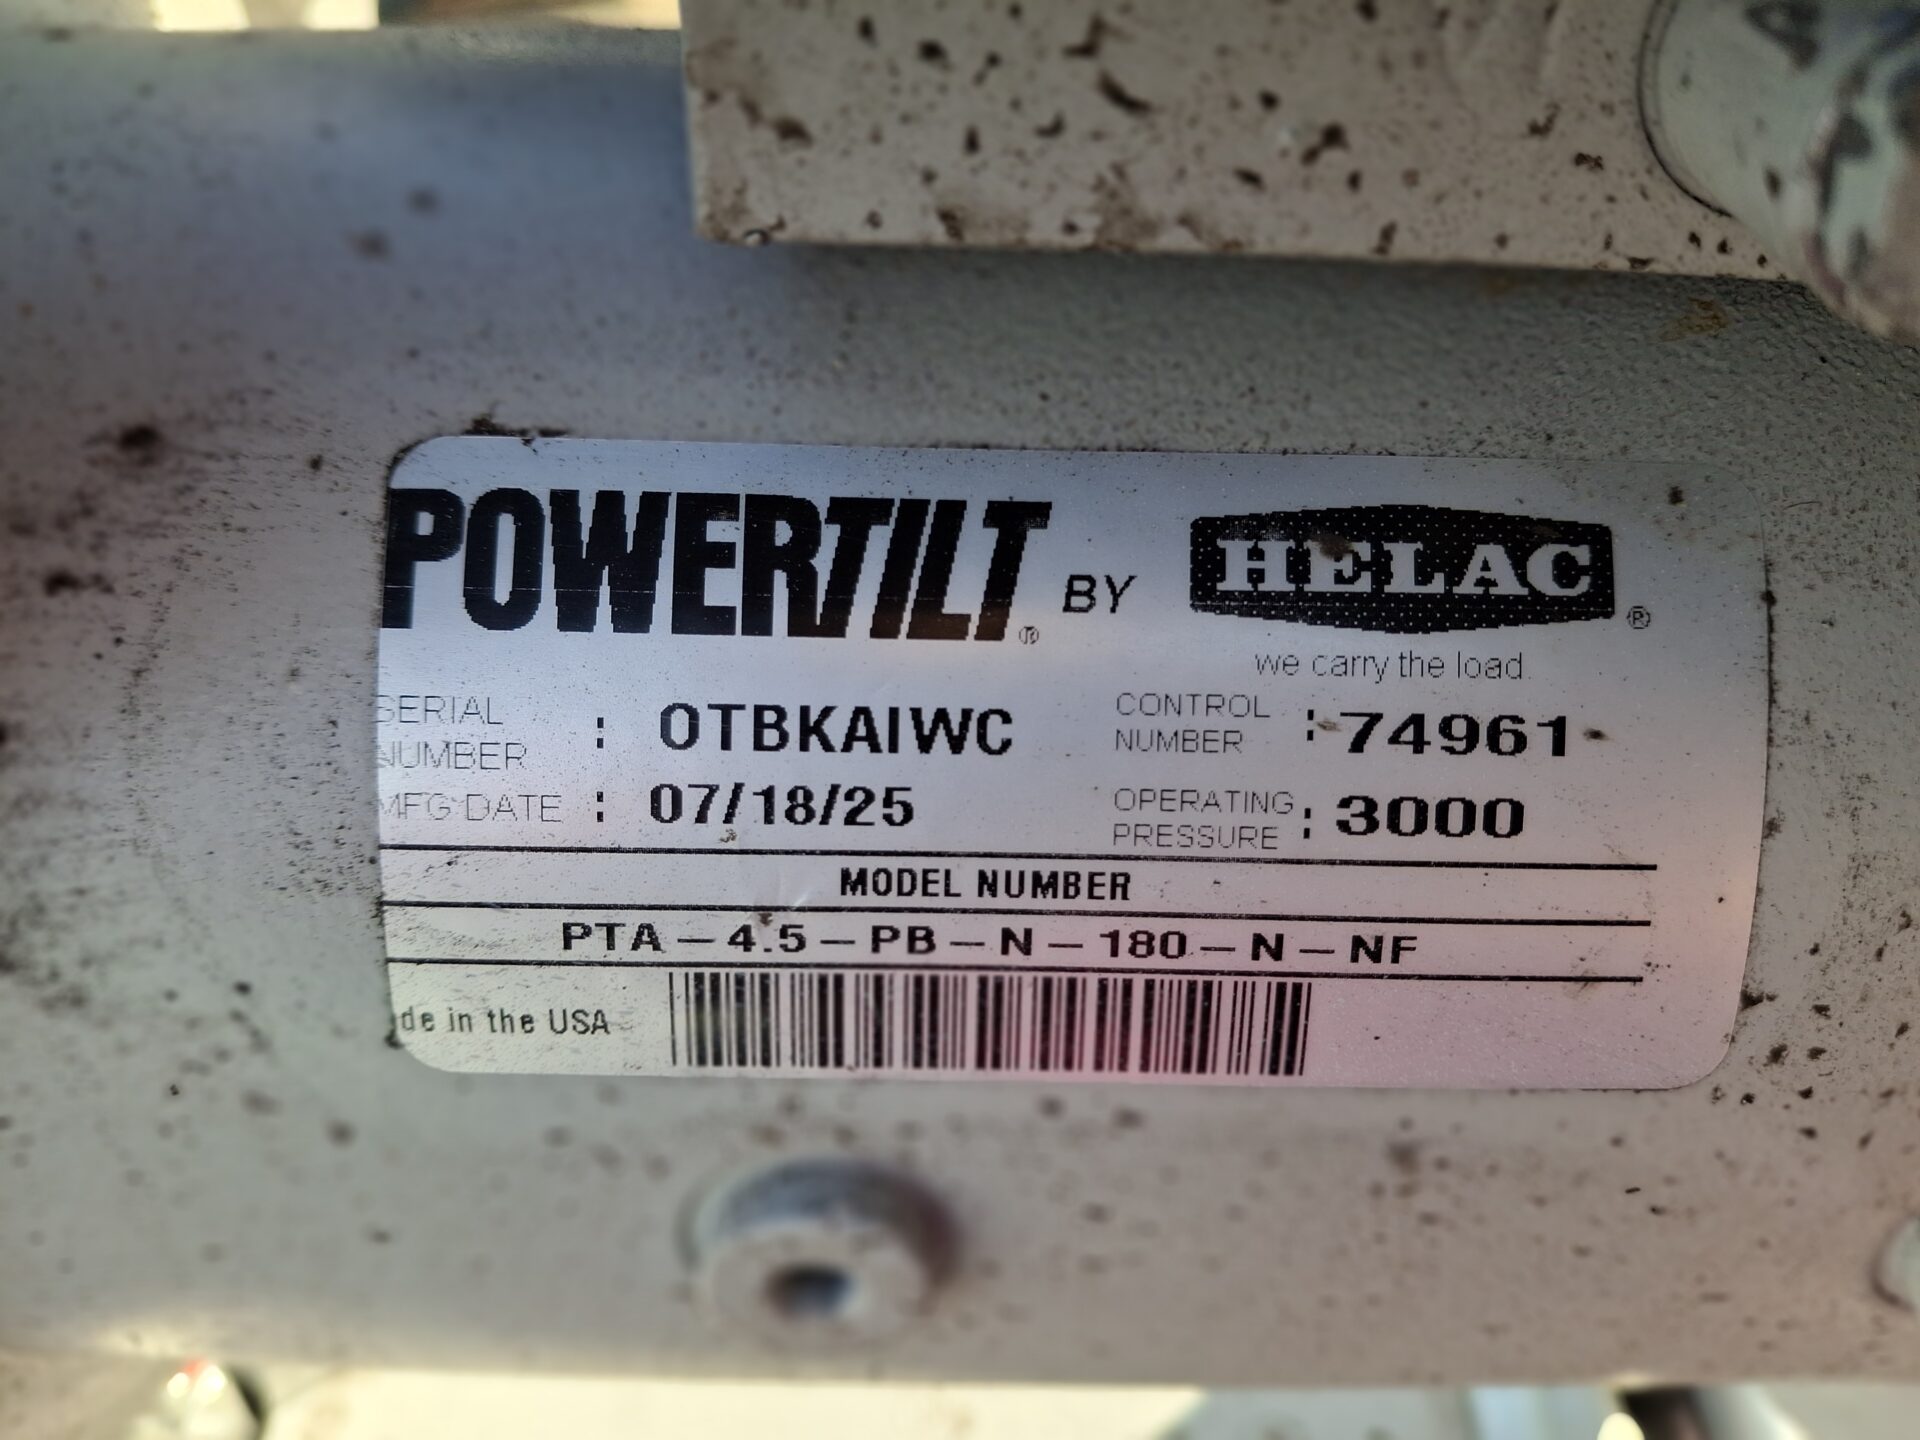 POWERTILT® BY HELAC®
we carry the load
SERIAL NUMBER : OTBKAIWC
CONTROL NUMBER : 74961
MFG DATE : 07/18/25
OPERATING PRESSURE : 3000
MODEL NUMBER
PTA - 4.5 - PB - N - 180 - N - NF
de in the USA